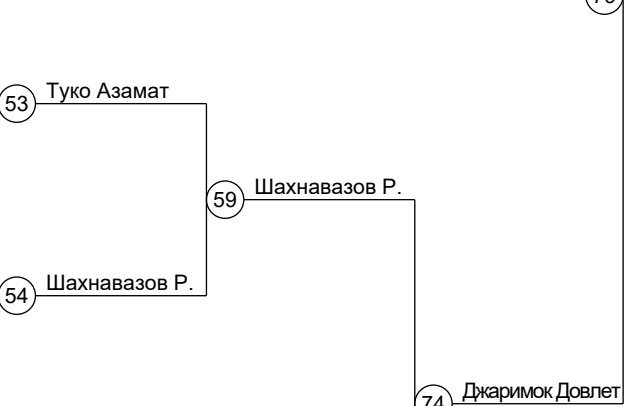 53 Туко Азамат
59 Шахнавазов Р.
54 Шахнавазов Р.
74 Джаримок Довлет